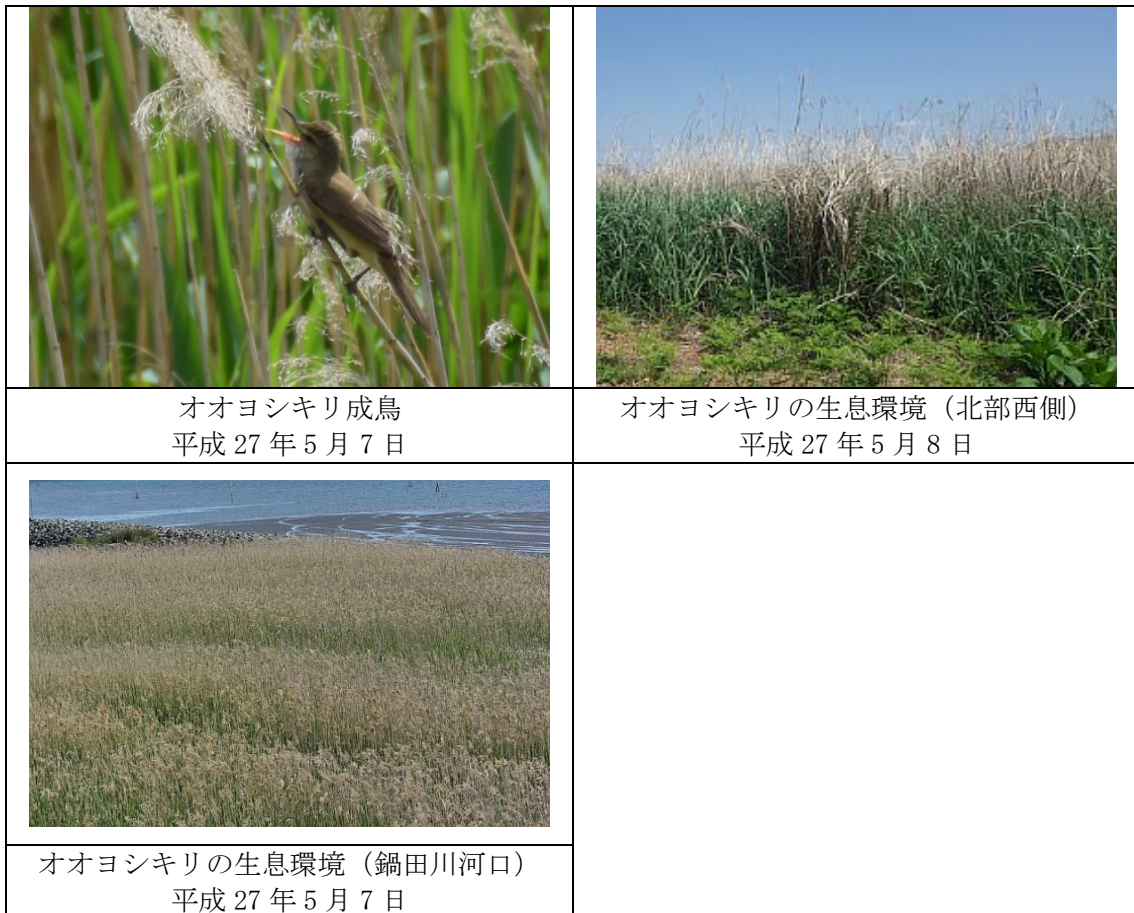 オオヨシキリ成鳥
平成 27 年 5 月 7 日
オオヨシキリの生息環境（北部西側）
平成 27 年 5 月 8 日
オオヨシキリの生息環境（鍋田川河口）
平成 27 年 5 月 7 日